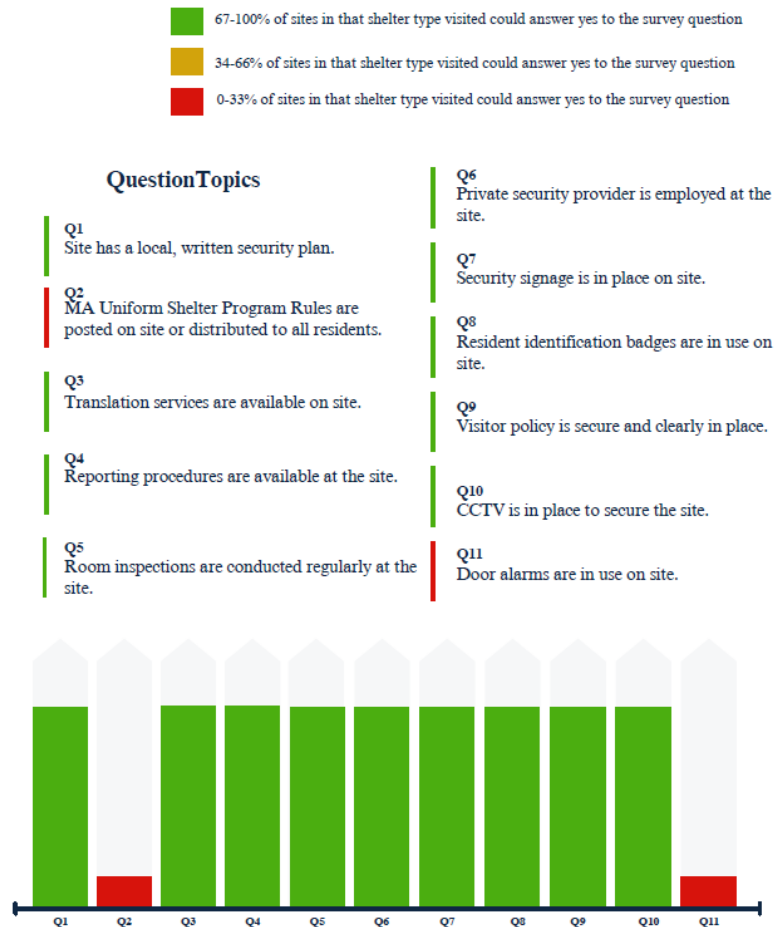 67-100% of sites in that shelter type visited could answer yes to the survey question
34-66% of sites in that shelter type visited could answer yes to the survey question
0-33% of sites in that shelter type visited could answer yes to the survey question
QuestionTopics
Q1
Site has a local, written security plan.
Q2
MA Uniform Shelter Program Rules are
posted on site or distributed to all residents.
Q3
Translation services are available on site.
Q4
Reporting procedures are available at the site.
Q5
Room inspections are conducted regularly at the
site.
Q6
Private security provider is employed at the
site.
Q7
Security signage is in place on site.
Q8
Resident identification badges are in use on
site.
Q9
Visitor policy is secure and clearly in place.
Q10
CCTV is in place to secure the site.
Q11
Door alarms are in use on site.
Q1 Q2 Q3 Q4 Q5 Q6 Q7 Q8 Q9 Q10 Q11